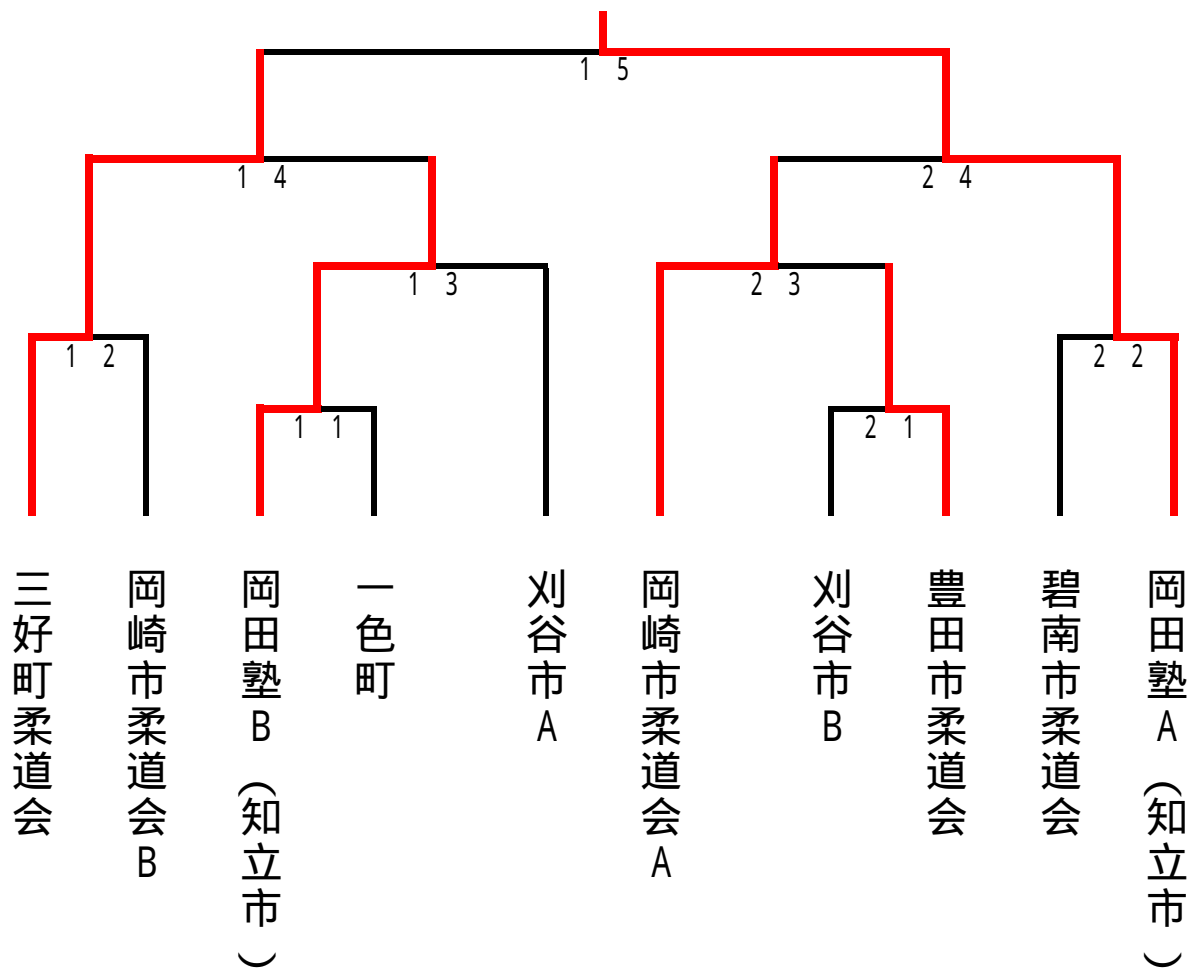 1 5
1 4
2 4
1 3
2 3
1 2
2 2
1 1
2 1
三好町柔道会
岡崎市柔道会B
岡田塾B(知立市)
一色町
刈谷市A
岡崎市柔道会A
刈谷市B
豊田市柔道会
碧南市柔道会
岡田塾A(知立市)